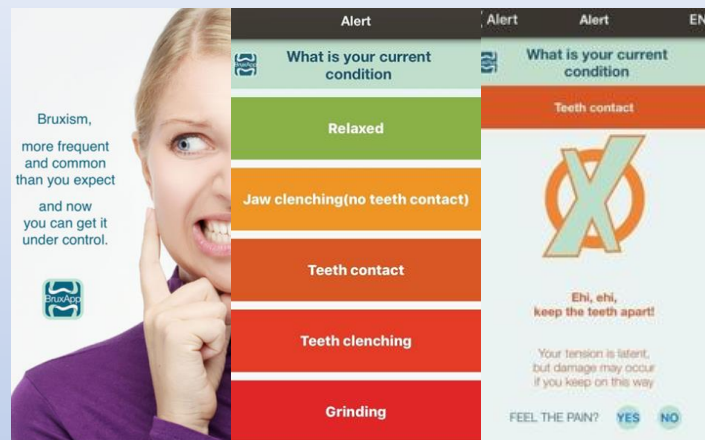 Bruxism,
more frequent
and common
than you expect
and now
you can get it
under control.
BruxApp
Alert
BruxApp
What is your current
condition
Relaxed
Jaw clenching(no teeth contact)
Teeth contact
Teeth clenching
Grinding
Alert
Alert
EN
What is your current
condition
Teeth contact
X
Ehi, ehi,
keep the teeth apart!
Your tension is latent,
but damage may occur
if you keep on this way
FEEL THE PAIN? YES NO